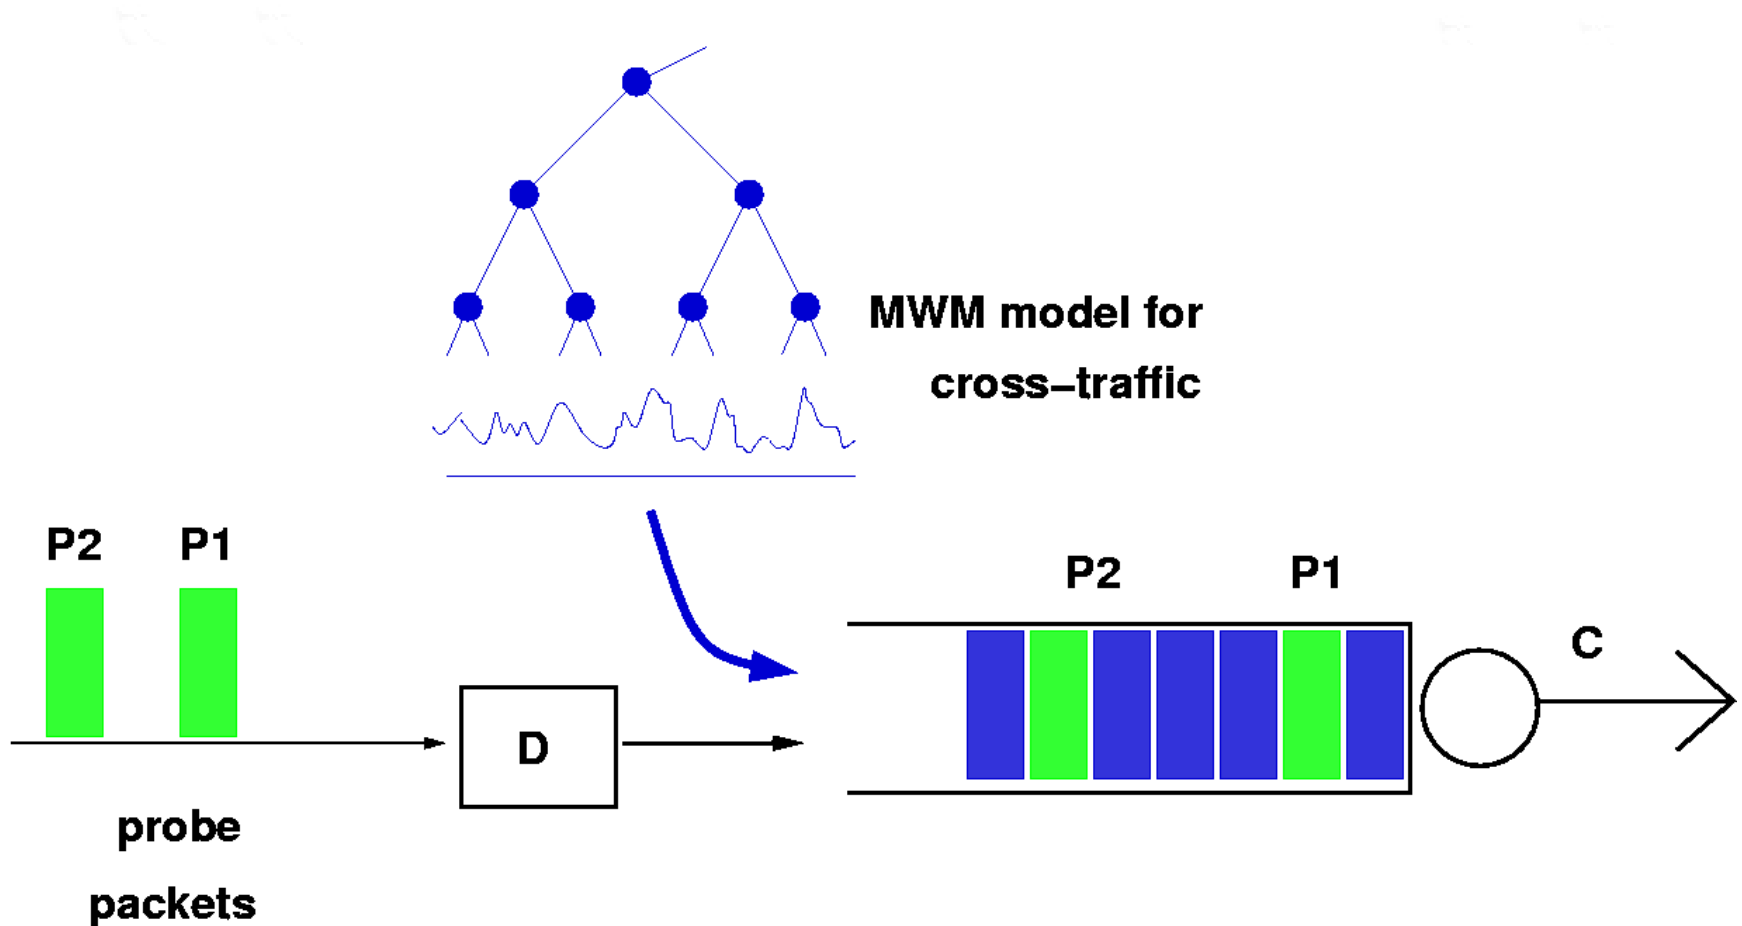 MWM model for
cross−traffic
P2 P1
P2 P1
C
D
probe
packets